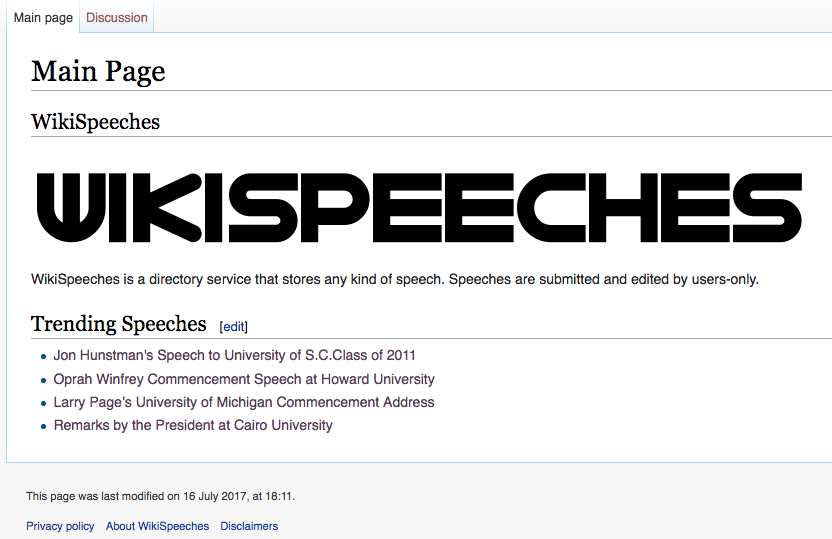 Main page Discussion
Main Page
WikiSpeeches
WIKISPEECHES
WikiSpeeches is a directory service that stores any kind of speech. Speeches are submitted and edited by users-only.
Trending Speeches [edit]
Jon Hunstman's Speech to University of S.C.Class of 2011
Oprah Winfrey Commencement Speech at Howard University
Larry Page’s University of Michigan Commencement Address
Remarks by the President at Cairo University
This page was last modified on 16 July 2017, at 18:11.
Privacy policy About WikiSpeeches Disclaimers